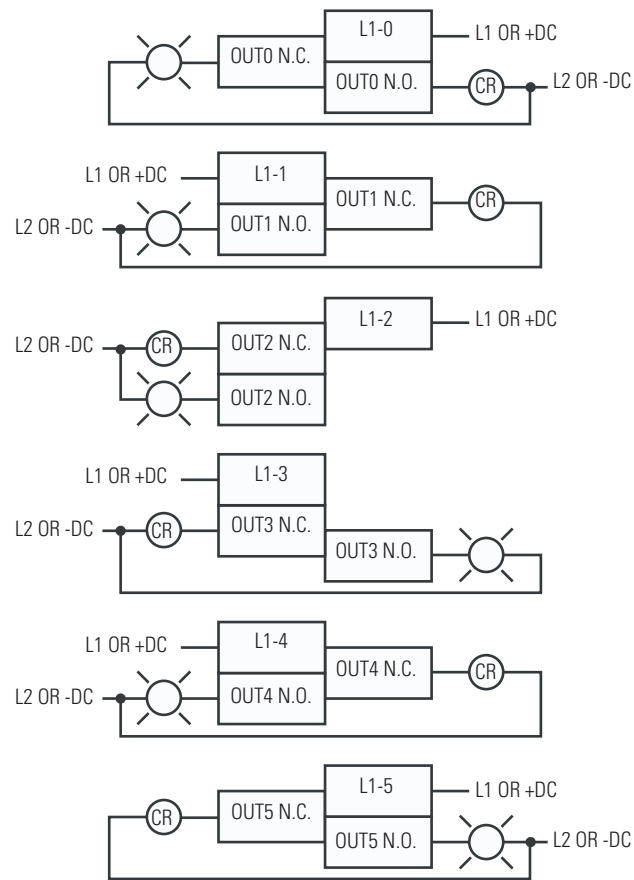 L1-0
L1 OR +DC
OUT0 N.C.
OUT0 N.O.
CR
L2 OR -DC
L1 OR +DC
L1-1
OUT1 N.C.
CR
L2 OR -DC
OUT1 N.O.
L1-2
L1 OR +DC
L2 OR -DC
CR
OUT2 N.C.
OUT2 N.O.
L1 OR +DC
L1-3
L2 OR -DC
CR
OUT3 N.C.
OUT3 N.O.
L1 OR +DC
L1-4
OUT4 N.C.
CR
L2 OR -DC
OUT4 N.O.
L1-5
L1 OR +DC
CR
OUT5 N.C.
OUT5 N.O.
L2 OR -DC